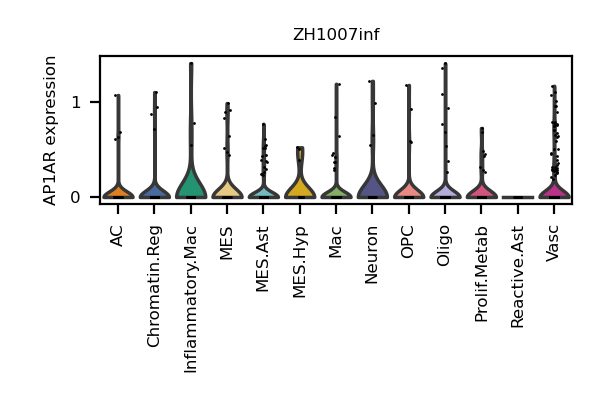 ZH1007inf
AP1AR expression
1
0
AC
Chromatin.Reg
Inflammatory.Mac
MES
MES.Ast
MES.Hyp
Mac
Neuron
OPC
Oligo
Prolif.Metab
Reactive.Ast
Vasc